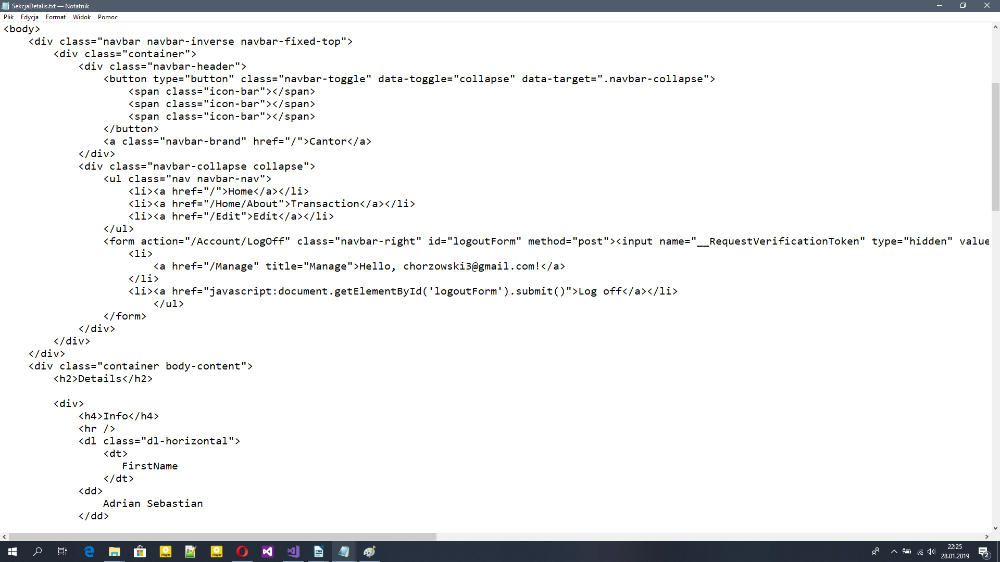 SekcjaDetalis.txt — Notatnik
Plik Edycja Format Widok Pomoc
<body>
    <div class="navbar navbar-inverse navbar-fixed-top">
        <div class="container">
            <div class="navbar-header">
                <button type="button" class="navbar-toggle" data-toggle="collapse" data-target=".navbar-collapse">
                    <span class="icon-bar"></span>
                    <span class="icon-bar"></span>
                    <span class="icon-bar"></span>
                </button>
                <a class="navbar-brand" href="/">Cantor</a>
            </div>
            <div class="navbar-collapse collapse">
                <ul class="nav navbar-nav">
                    <li><a href="/">Home</a></li>
                    <li><a href="/Home/About">Transaction</a></li>
                    <li><a href="/Edit">Edit</a></li>
                </ul>
                <form action="/Account/LogOff" class="navbar-right" id="logoutForm" method="post"><input name="__RequestVerificationToken" type="hidden" value
                    <li>
                        <a href="/Manage" title="Manage">Hello, chorzowski3@gmail.com!</a>
                    </li>
                    <li><a href="javascript:document.getElementById('logoutForm').submit()">Log off</a></li>
                        </ul>
                </form>
            </div>
        </div>
    </div>
    <div class="container body-content">
        <h2>Details</h2>

        <div>
            <h4>Info</h4>
            <hr />
            <dl class="dl-horizontal">
                <dt>
                   FirstName
                </dt>
            <dd>
                Adrian Sebastian
            </dd>
Player
Player
22:25
28.01.2019
2